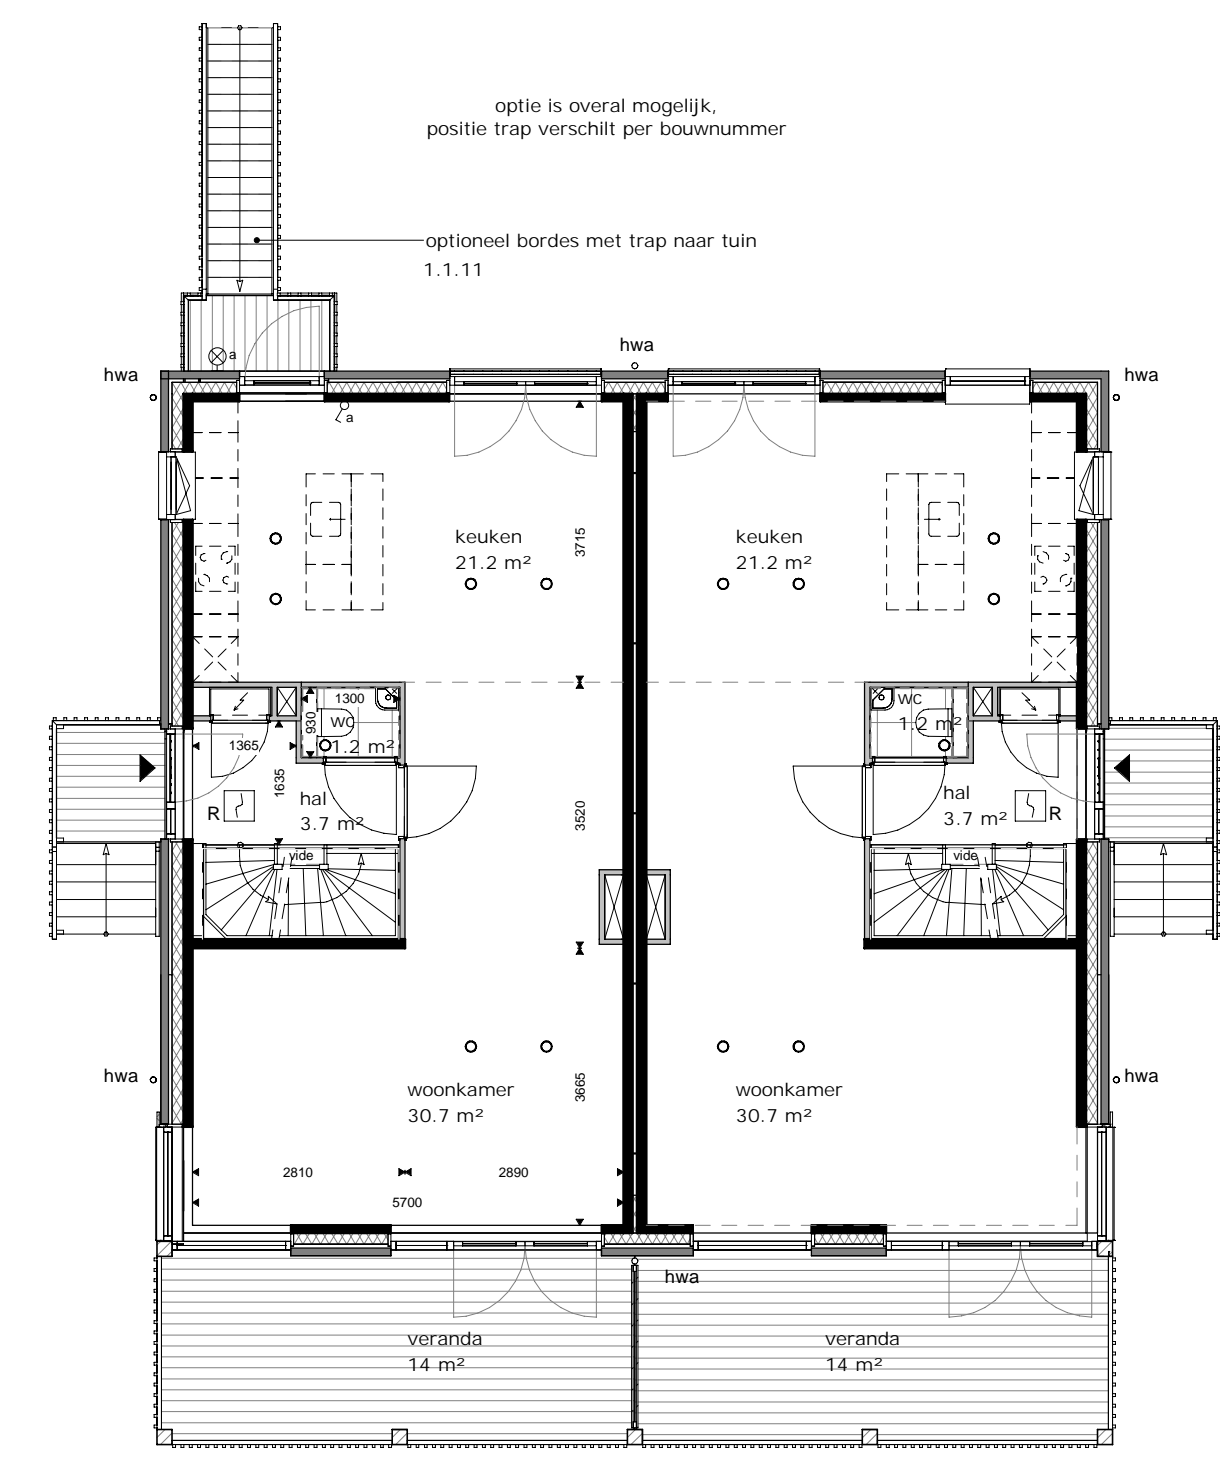 optie is overal mogelijk,
positie trap verschilt per bouwnummer
optioneel bordes met trap naar tuin
1.1.11
a
hwa
hwa
hwa
a
keuken
21.2 m²
3715
keuken
21.2 m²
1300
930
WC
1.2 m²
1365
1635
WC
1.2 m²
R
hal
3.7 m²
3520
hal
3.7 m²
R
vide
vide
hwa
hwa
woonkamer
30.7 m²
3665
woonkamer
30.7 m²
2810
2890
5700
hwa
veranda
14 m²
veranda
14 m²